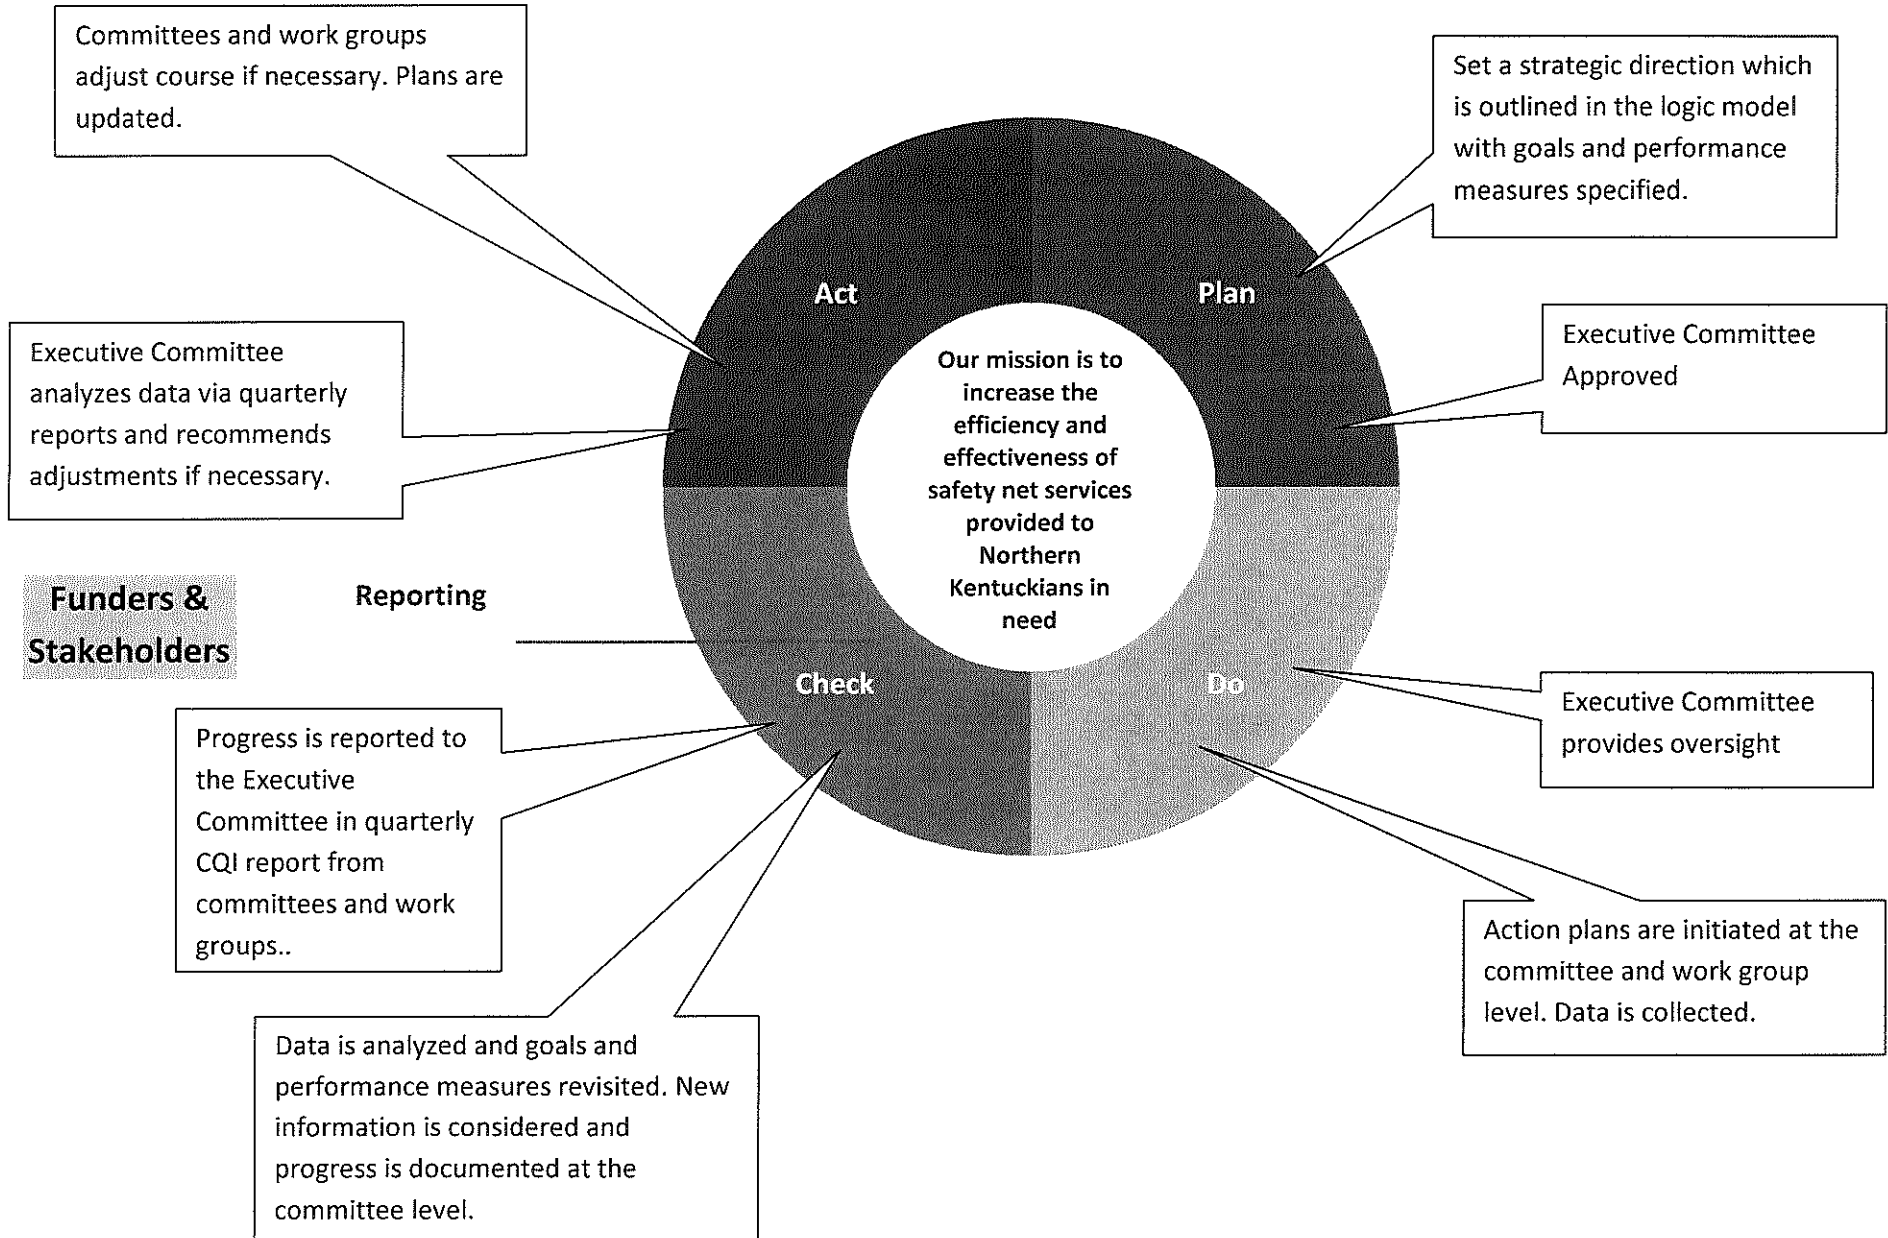 Committees and work groups
adjust course if necessary. Plans are
updated.
Set a strategic direction which
is outlined in the logic model
with goals and performance
measures specified.
Act
Plan
Executive Committee
analyzes data via quarterly
reports and recommends
adjustments if necessary.
Our mission is to
increase the
efficiency and
effectiveness of
safety net services
provided to
Northern
Kentuckians in
need
Executive Committee
Approved
Funders &
Stakeholders
Reporting
Check
Do
Executive Committee
provides oversight
Progress is reported to
the Executive
Committee in quarterly
CQI report from
committees and work
groups..
Action plans are initiated at the
committee and work group
level. Data is collected.
Data is analyzed and goals and
performance measures revisited. New
information is considered and
progress is documented at the
committee level.